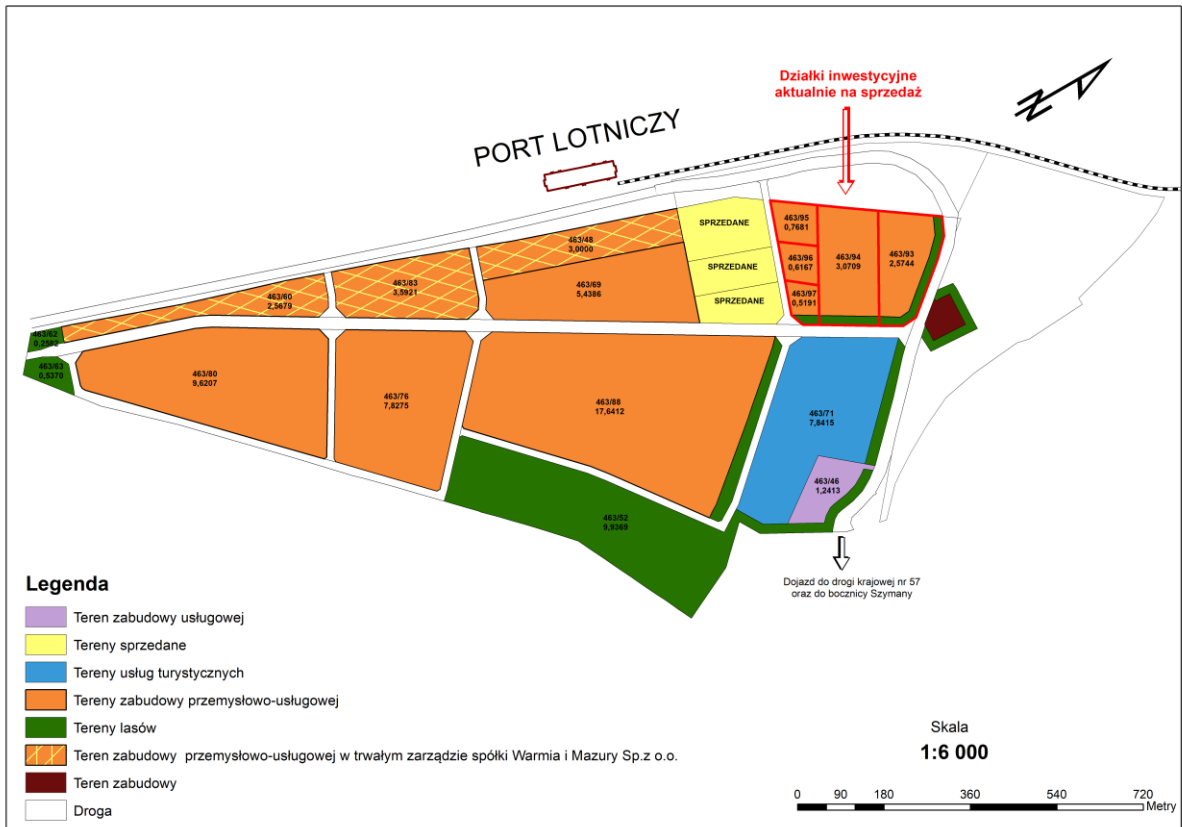 Działki inwestycyjne
aktualnie na sprzedaż
PORT LOTNICZY
N
SPRZEDANE
SPRZEDANE
SPRZEDANE
463/95
0,7681
463/96
0,6167
463/97
0,5191
463/94
3,0709
463/93
2,5744
463/48
3,0000
463/69
5,4386
463/83
3,5921
463/60
2,5679
463/62
0,2582
463/63
0,5370
463/80
9,6207
463/76
7,8275
463/88
17,6412
463/71
7,8415
463/46
1,2413
463/52
9,9369
Dojazd do drogi krajowej nr 57
oraz do bocznicy Szymany
Legenda
Teren zabudowy usługowej
Tereny sprzedane
Tereny usług turystycznych
Tereny zabudowy przemysłowo-usługowej
Tereny lasów
Teren zabudowy przemysłowo-usługowej w trwałym zarządzie spółki Warmia i Mazury Sp.z o.o.
Teren zabudowy
Droga
Skala
1:6 000
0 90 180 360 540 720
Metry